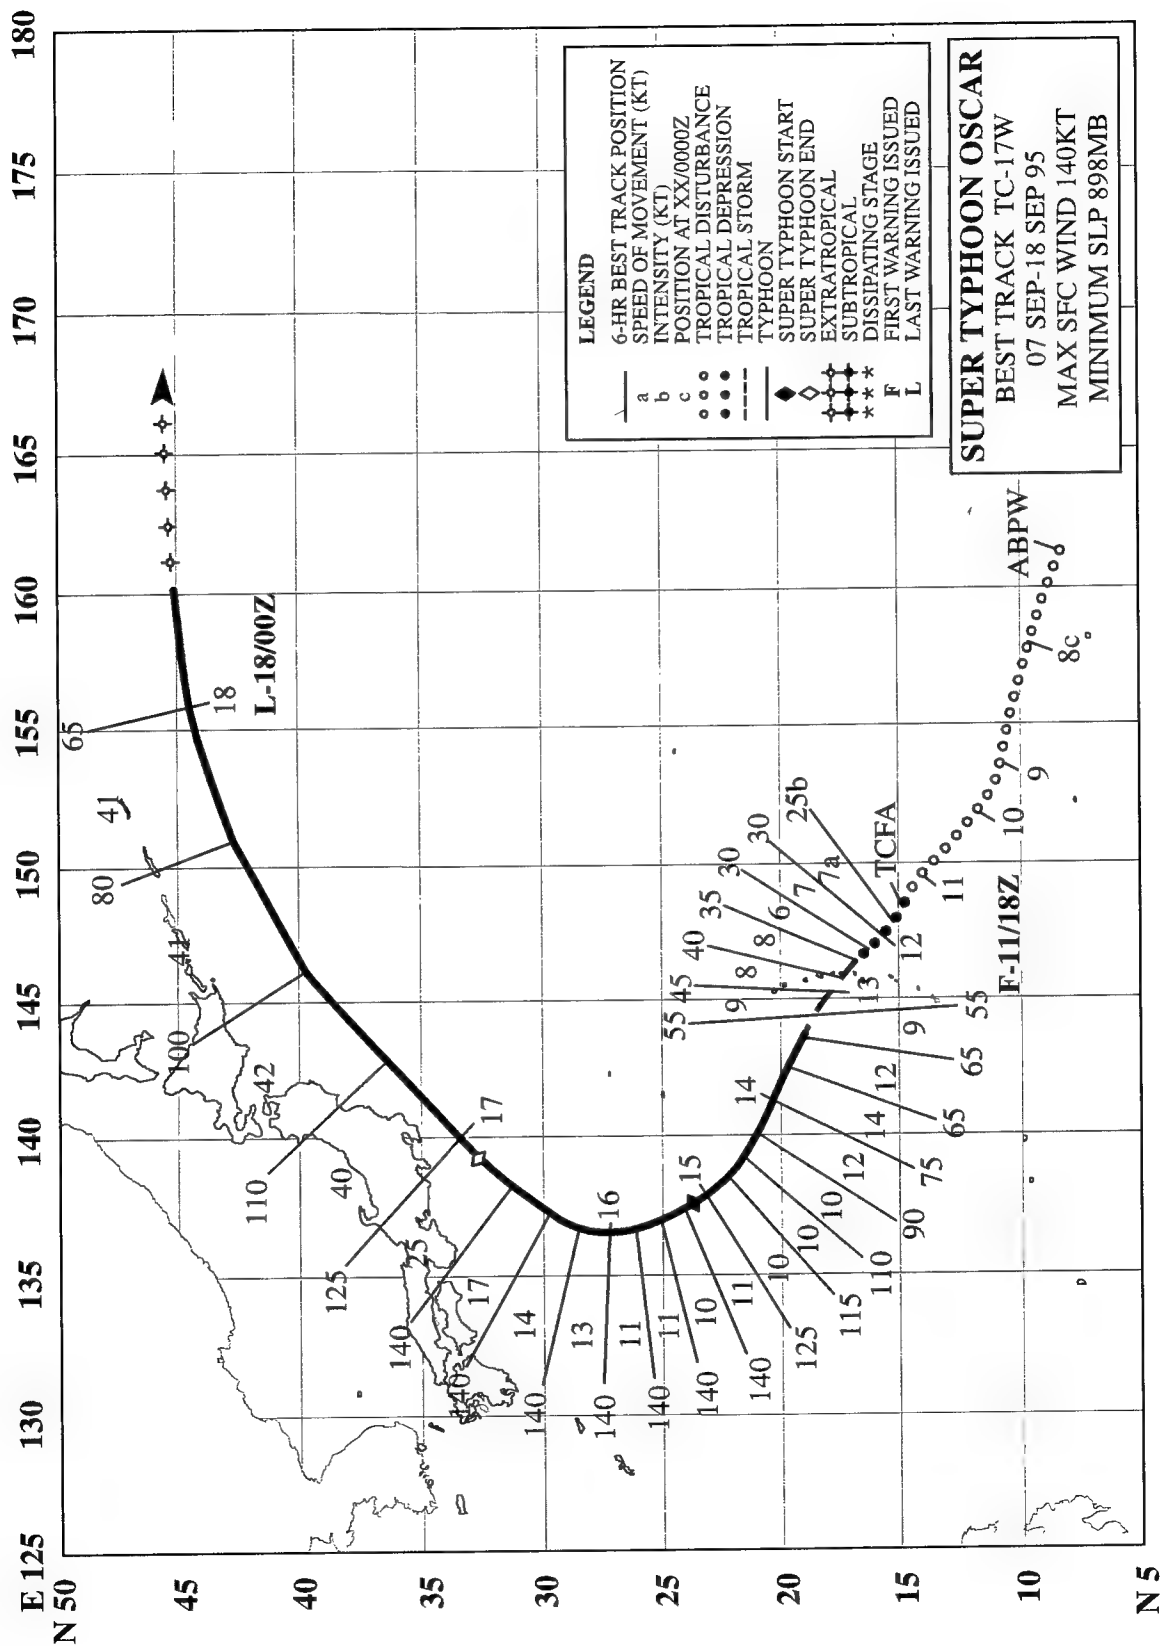 E 125
130
135
140
145
150
155
160
165
170
175
180
N 50
45
40
35
30
25
20
15
10
N 5
LEGEND
6-HR BEST TRACK POSITION
a SPEED OF MOVEMENT (KT)
b INTENSITY (KT)
c POSITION AT XX/0000Z
TROPICAL DISTURBANCE
TROPICAL DEPRESSION
TROPICAL STORM
TYPHOON
SUPER TYPHOON START
SUPER TYPHOON END
EXTRATROPICAL
SUBTROPICAL
*** DISSIPATING STAGE
F FIRST WARNING ISSUED
L LAST WARNING ISSUED
SUPER TYPHOON OSCAR
BEST TRACK TC-17W
07 SEP-18 SEP 95
MAX SFC WIND 140KT
MINIMUM SLP 898MB
65
18
L-18/00Z
41
80
41
100
42
110
40
17
125
25
140
17
140
14
140
13
16
140
11
140
11
140
10
15
140
11
125
10
115
10
110
10
90
12
75
14
14
65
12
65
9
55
55
9
45
13
8
40
8
35
6
30
7
30
7a
25b
12
TCFA
F-11/18Z
11
10
9
8c
ABPW